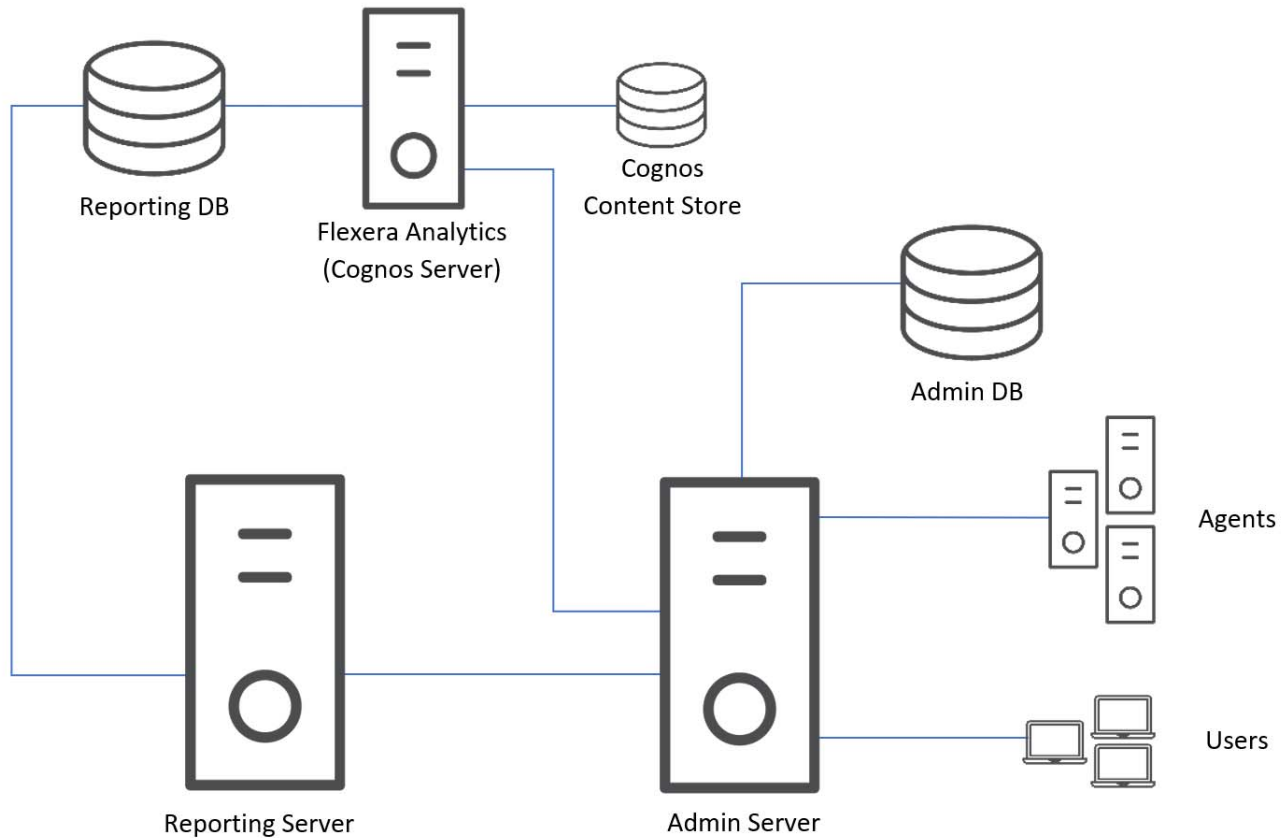 Cognos
Content Store
Reporting DB
Flexera Analytics
(Cognos Server)
Admin DB
Agents
Users
Reporting Server
Admin Server